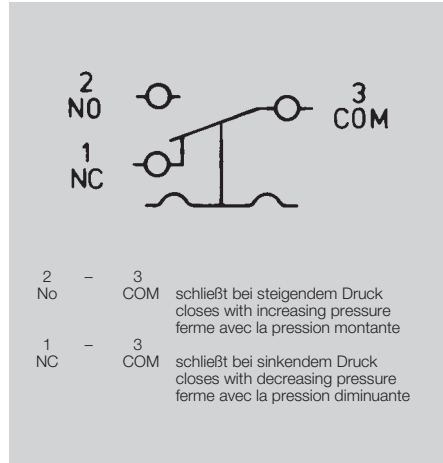 2
NO
3
COM
1
NC
2 – 3
No COM schließt bei steigendem Druck
closes with increasing pressure
ferme avec la pression montante
1 – 3
NC COM schließt bei sinkendem Druck
closes with decreasing pressure
ferme avec la pression diminuante